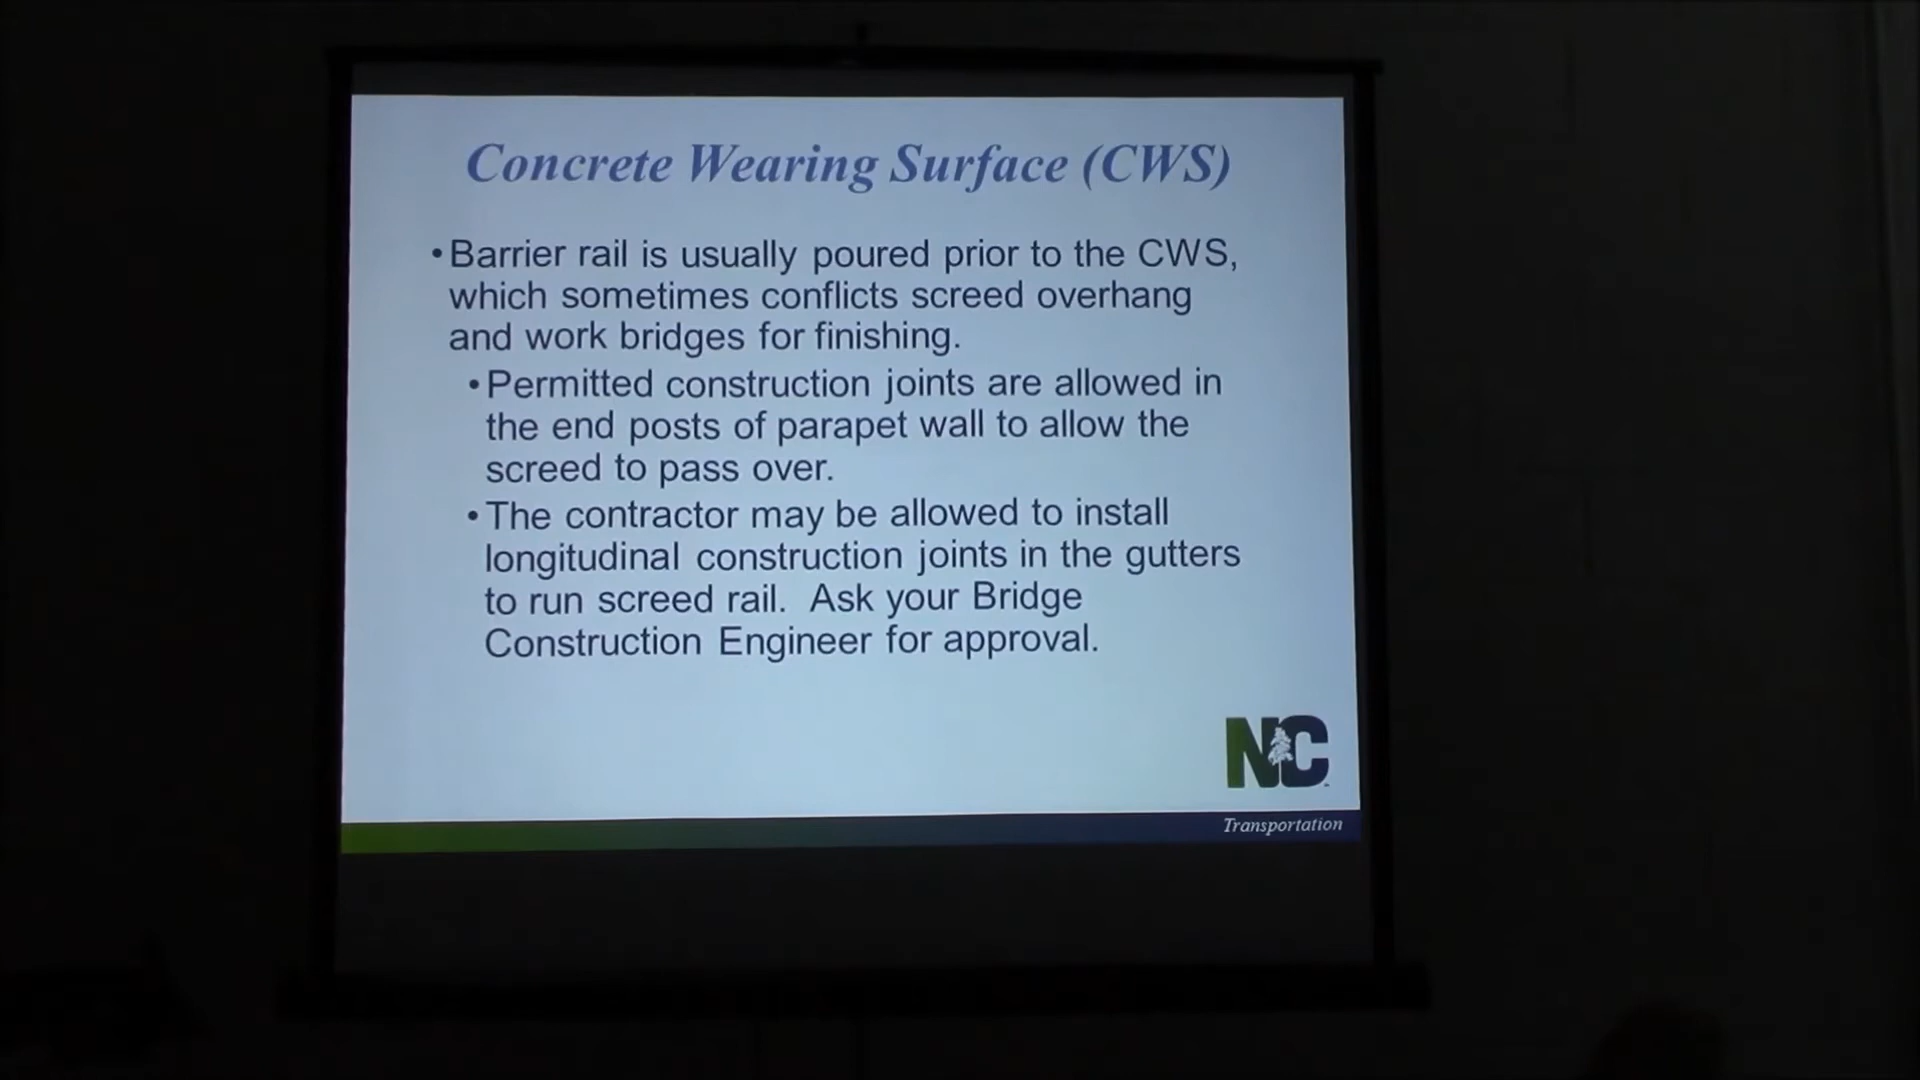 Concrete Wearing Surface (CWS)
•Barrier rail is usually poured prior to the CWS,
which sometimes conflicts screed overhang
and work bridges for finishing.
•Permitted construction joints are allowed in
the end posts of parapet wall to allow the
screed to pass over.
•The contractor may be allowed to install
longitudinal construction joints in the gutters
to run screed rail. Ask your Bridge
Construction Engineer for approval.
NC
Transportation